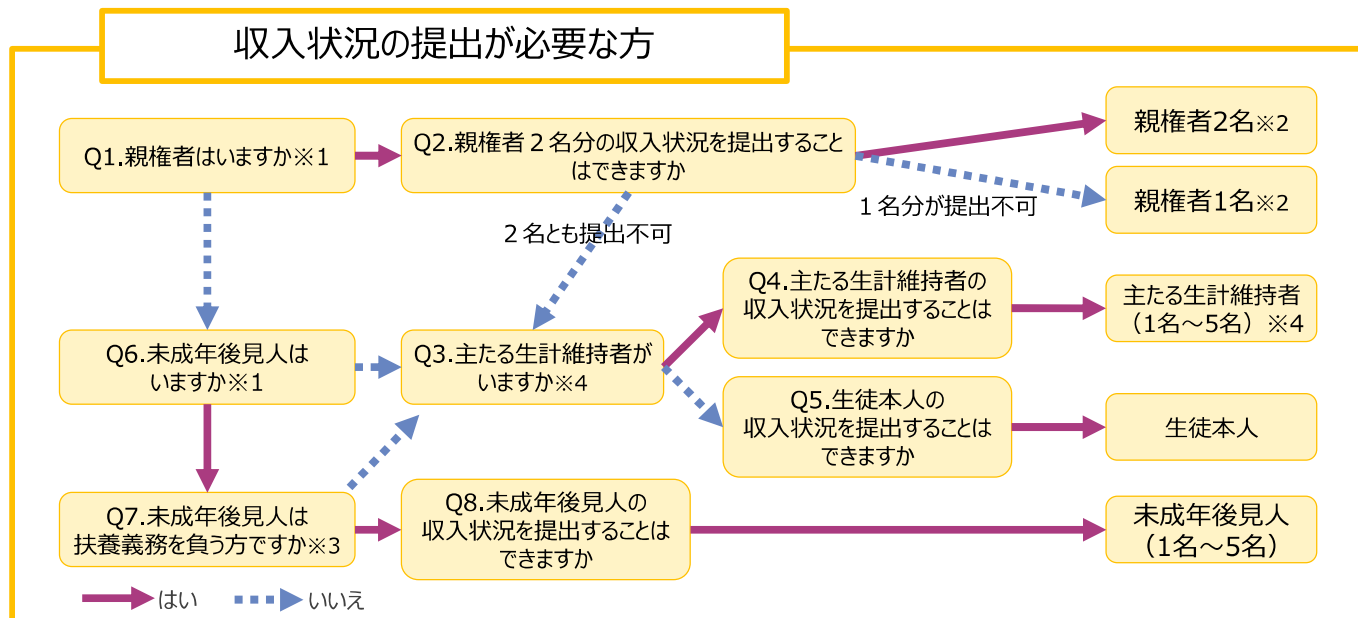 収入状況の提出が必要な方
Q1.親権者はいますか※1
Q2.親権者２名分の収入状況を提出すること
はできますか
親権者2名※2
親権者1名※2
１名分が提出不可
２名とも提出不可
Q6.未成年後見人は
いますか※1
Q3.主たる生計維持者が
いますか※4
Q4.主たる生計維持者の
収入状況を提出することは
できますか
主たる生計維持者
（1名～5名）※4
Q5.生徒本人の
収入状況を提出することは
できますか
生徒本人
Q7.未成年後見人は
扶養義務を負う方ですか※3
Q8.未成年後見人の
収入状況を提出することは
できますか
未成年後見人
（1名～5名）
はい
いいえ